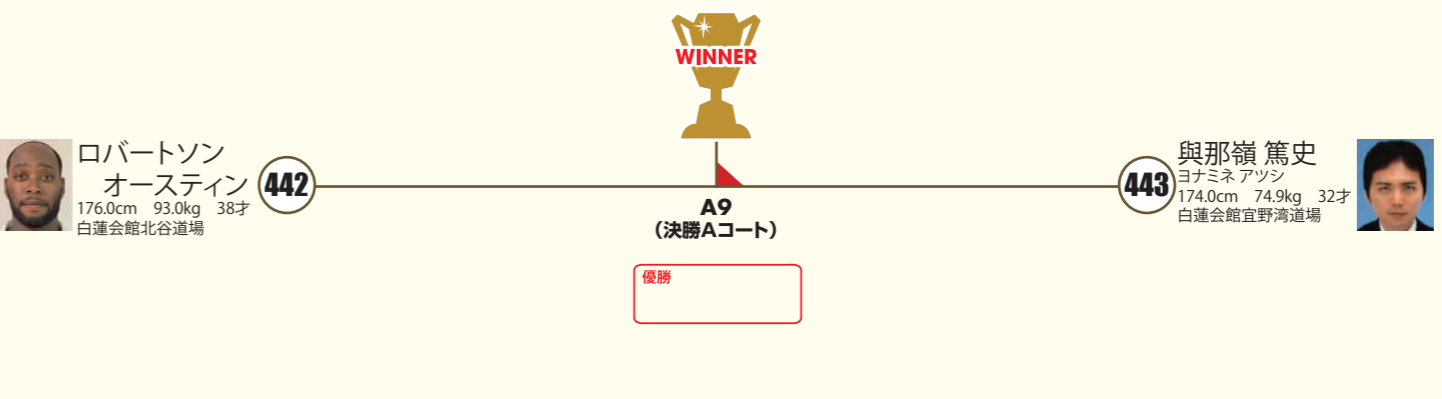 WINNER
ロバートソン
オースティン
442
176.0cm 93.0kg 38才
白蓮会館北谷道場
A9
(決勝Aコート)
443
與那嶺 篤史
ヨナミネ アツシ
174.0cm 74.9kg 32才
白蓮会館宜野湾道場
優勝